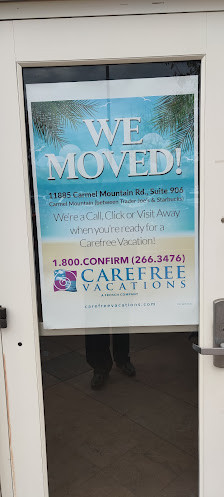 WE
MOVED!
11885 Carmel Mountain Rd., Suite 906
Carmel Mountain (between Trader Joe's & Starbucks)
We're a Call, Click or Visit Away
when you're ready for a
Carefree Vacation!
1.800.CONFIRM (266.3476)
CAREFREE
VACATIONS
carefreevacations.com